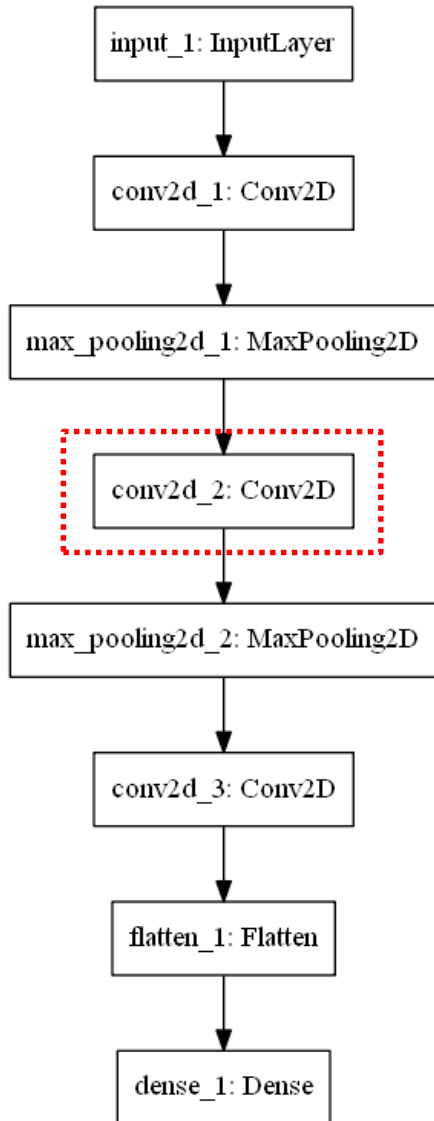 input_1: InputLayer
conv2d_1: Conv2D
max_pooling2d_1: MaxPooling2D
conv2d_2: Conv2D
max_pooling2d_2: MaxPooling2D
conv2d_3: Conv2D
flatten_1: Flatten
dense_1: Dense